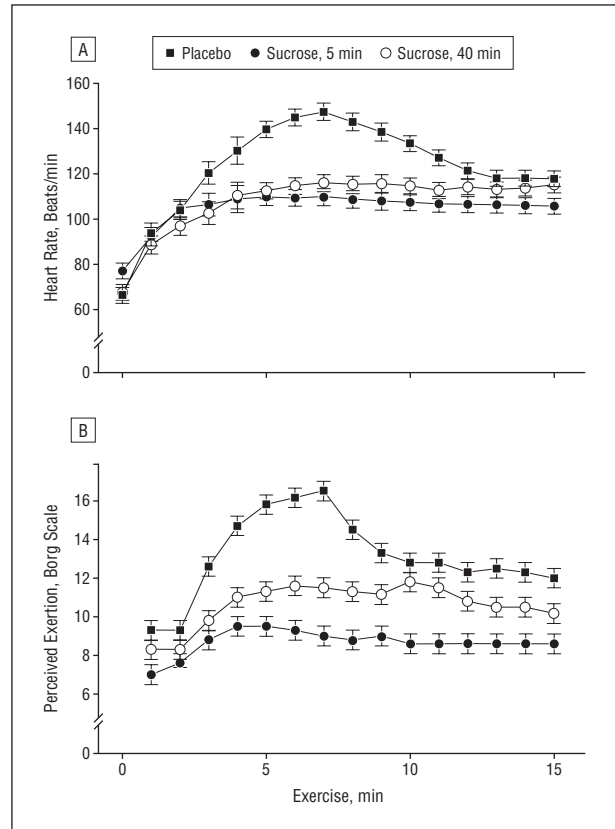 A
Placebo
Sucrose, 5 min
Sucrose, 40 min
160
140
120
100
80
60
0
Heart Rate, Beats/min
B
16
14
12
10
8
6
0
Perceived Exertion, Borg Scale
0
5
10
15
Exercise, min